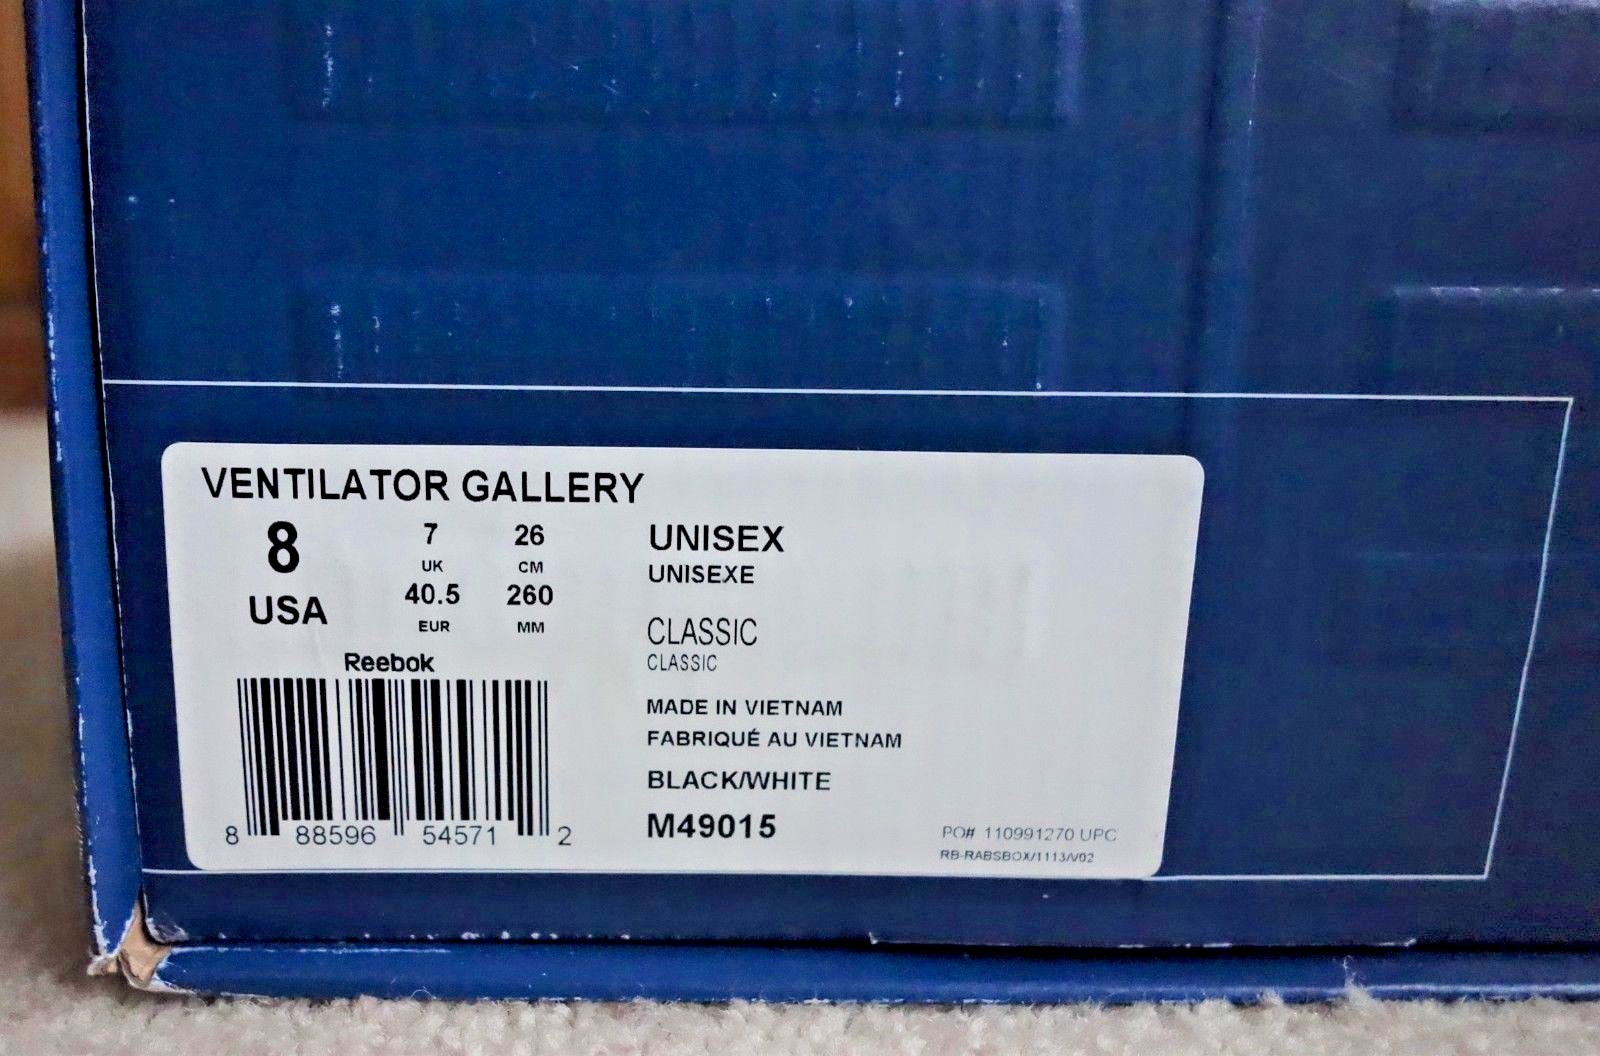 VENTILATOR GALLERY
8
USA
7
UK
40.5
EUR
26
CM
260
MM
Reebok
8 88596 54571 2
UNISEX
UNISEXE
CLASSIC
CLASSIC
MADE IN VIETNAM
FABRIQUÉ AU VIETNAM
BLACK/WHITE
M49015
PO# 110991270 UPC
RB-RABSBOX/1113/V02